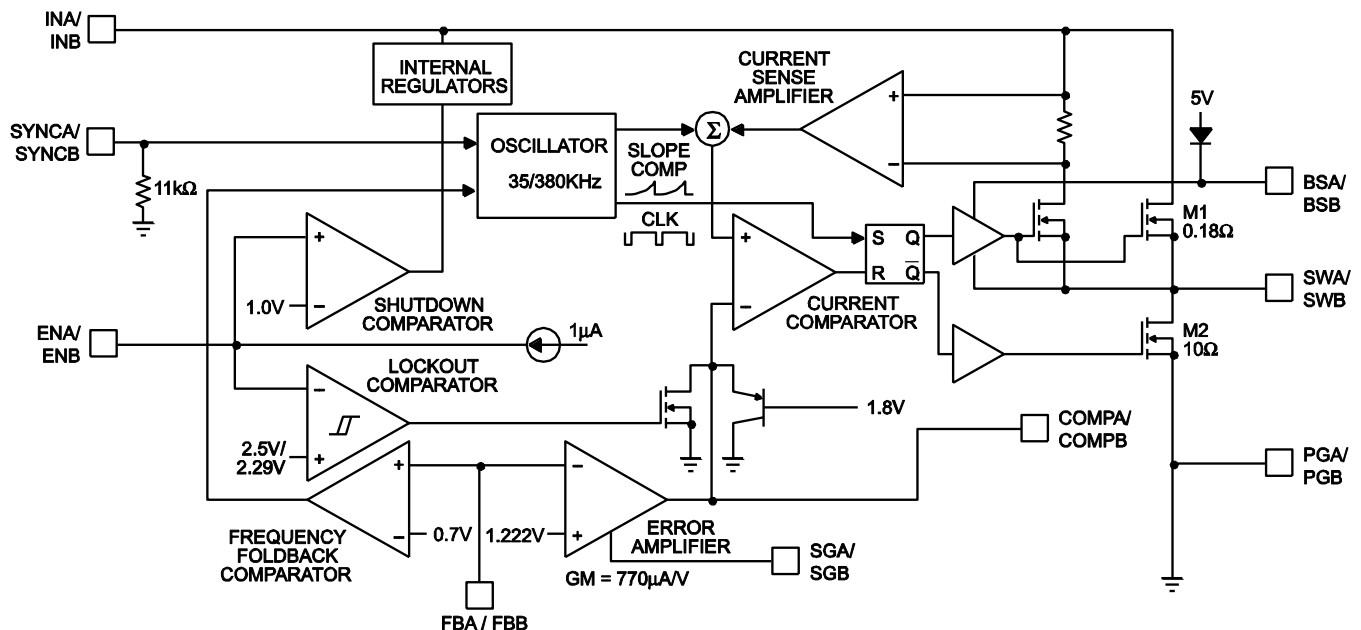 INA/
INB
INTERNAL
REGULATORS
CURRENT
SENSE
AMPLIFIER
+
−
5V
SYNCA/
SYNCB
11kΩ
OSCILLATOR
35/380KHz
Σ
SLOPE
COMP
CLK
BSA/
BSB
M1
0.18Ω
+
1.0V −
SHUTDOWN
COMPARATOR
+
−
CURRENT
COMPARATOR
S Q
R Q̅
SWA/
SWB
ENA/
ENB
1µA
M2
10Ω
LOCKOUT
COMPARATOR
−
2.5V/
2.29V
+
1.8V
COMPA/
COMPB
PGA/
PGB
+
− 0.7V
FREQUENCY
FOLDBACK
COMPARATOR
−
1.222V +
ERROR
AMPLIFIER
GM = 770µA/V
SGA/
SGB
FBA / FBB